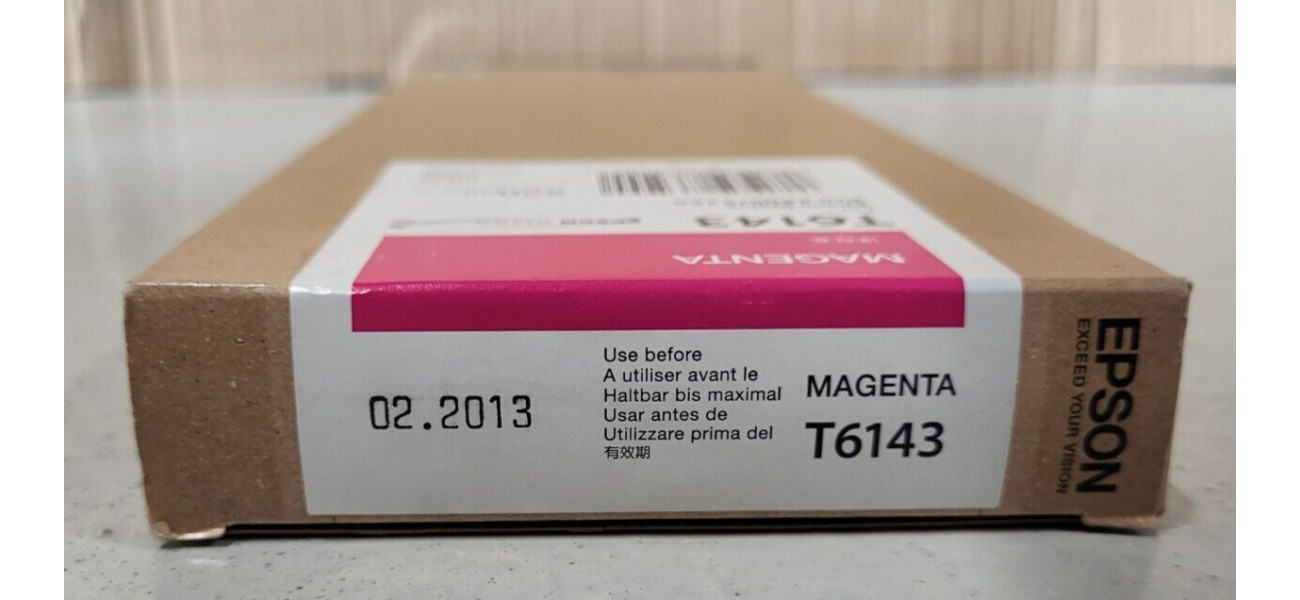 T6143
MAGENTA
02.2013
Use before
A utiliser avant le
Haltbar bis maximal
Usar antes de
Utilizzare prima del
有效期
MAGENTA
T6143
EPSON
EXCEED YOUR VISION